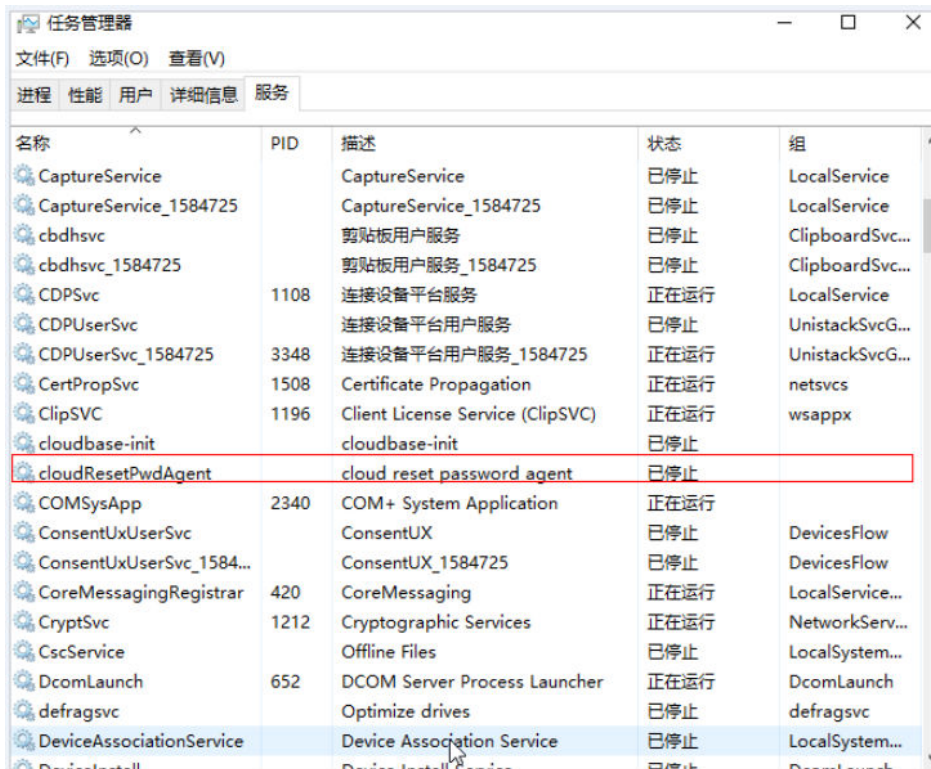 任务管理器
文件(F) 选项(O) 查看(V)
进程 性能 用户 详细信息 服务
名称 PID 描述 状态 组
CaptureService CaptureService 已停止 LocalService
CaptureService_1584725 CaptureService_1584725 已停止 LocalService
cbdhsvc 剪贴板用户服务 已停止 ClipboardSvc...
cbdhsvc_1584725 剪贴板用户服务_1584725 已停止 ClipboardSvc...
CDPSvc 1108 连接设备平台服务 正在运行 LocalService
CDPUserSvc 连接设备平台用户服务 已停止 UnistackSvcG...
CDPUserSvc_1584725 3348 连接设备平台用户服务_1584725 正在运行 UnistackSvcG...
CertPropSvc 1508 Certificate Propagation 正在运行 netsvcs
ClipSVC 1196 Client License Service (ClipSVC) 正在运行 wsappx
cloudbase-init cloudbase-init 已停止
cloudResetPwdAgent cloud reset password agent 已停止
COMSysApp 2340 COM+ System Application 正在运行
ConsentUxUserSvc ConsentUX 已停止 DevicesFlow
ConsentUxUserSvc_1584... ConsentUX_1584725 已停止 DevicesFlow
CoreMessagingRegistrar 420 CoreMessaging 正在运行 LocalService...
CryptSvc 1212 Cryptographic Services 正在运行 NetworkServ...
CscService Offline Files 已停止 LocalSystem...
DcomLaunch 652 DCOM Server Process Launcher 正在运行 DcomLaunch
defragsvc Optimize drives 已停止 defragsvc
DeviceAssociationService Device Association Service 已停止 LocalSystem...
DeviceInstall Device Install Service 已停止 DcomLaunch